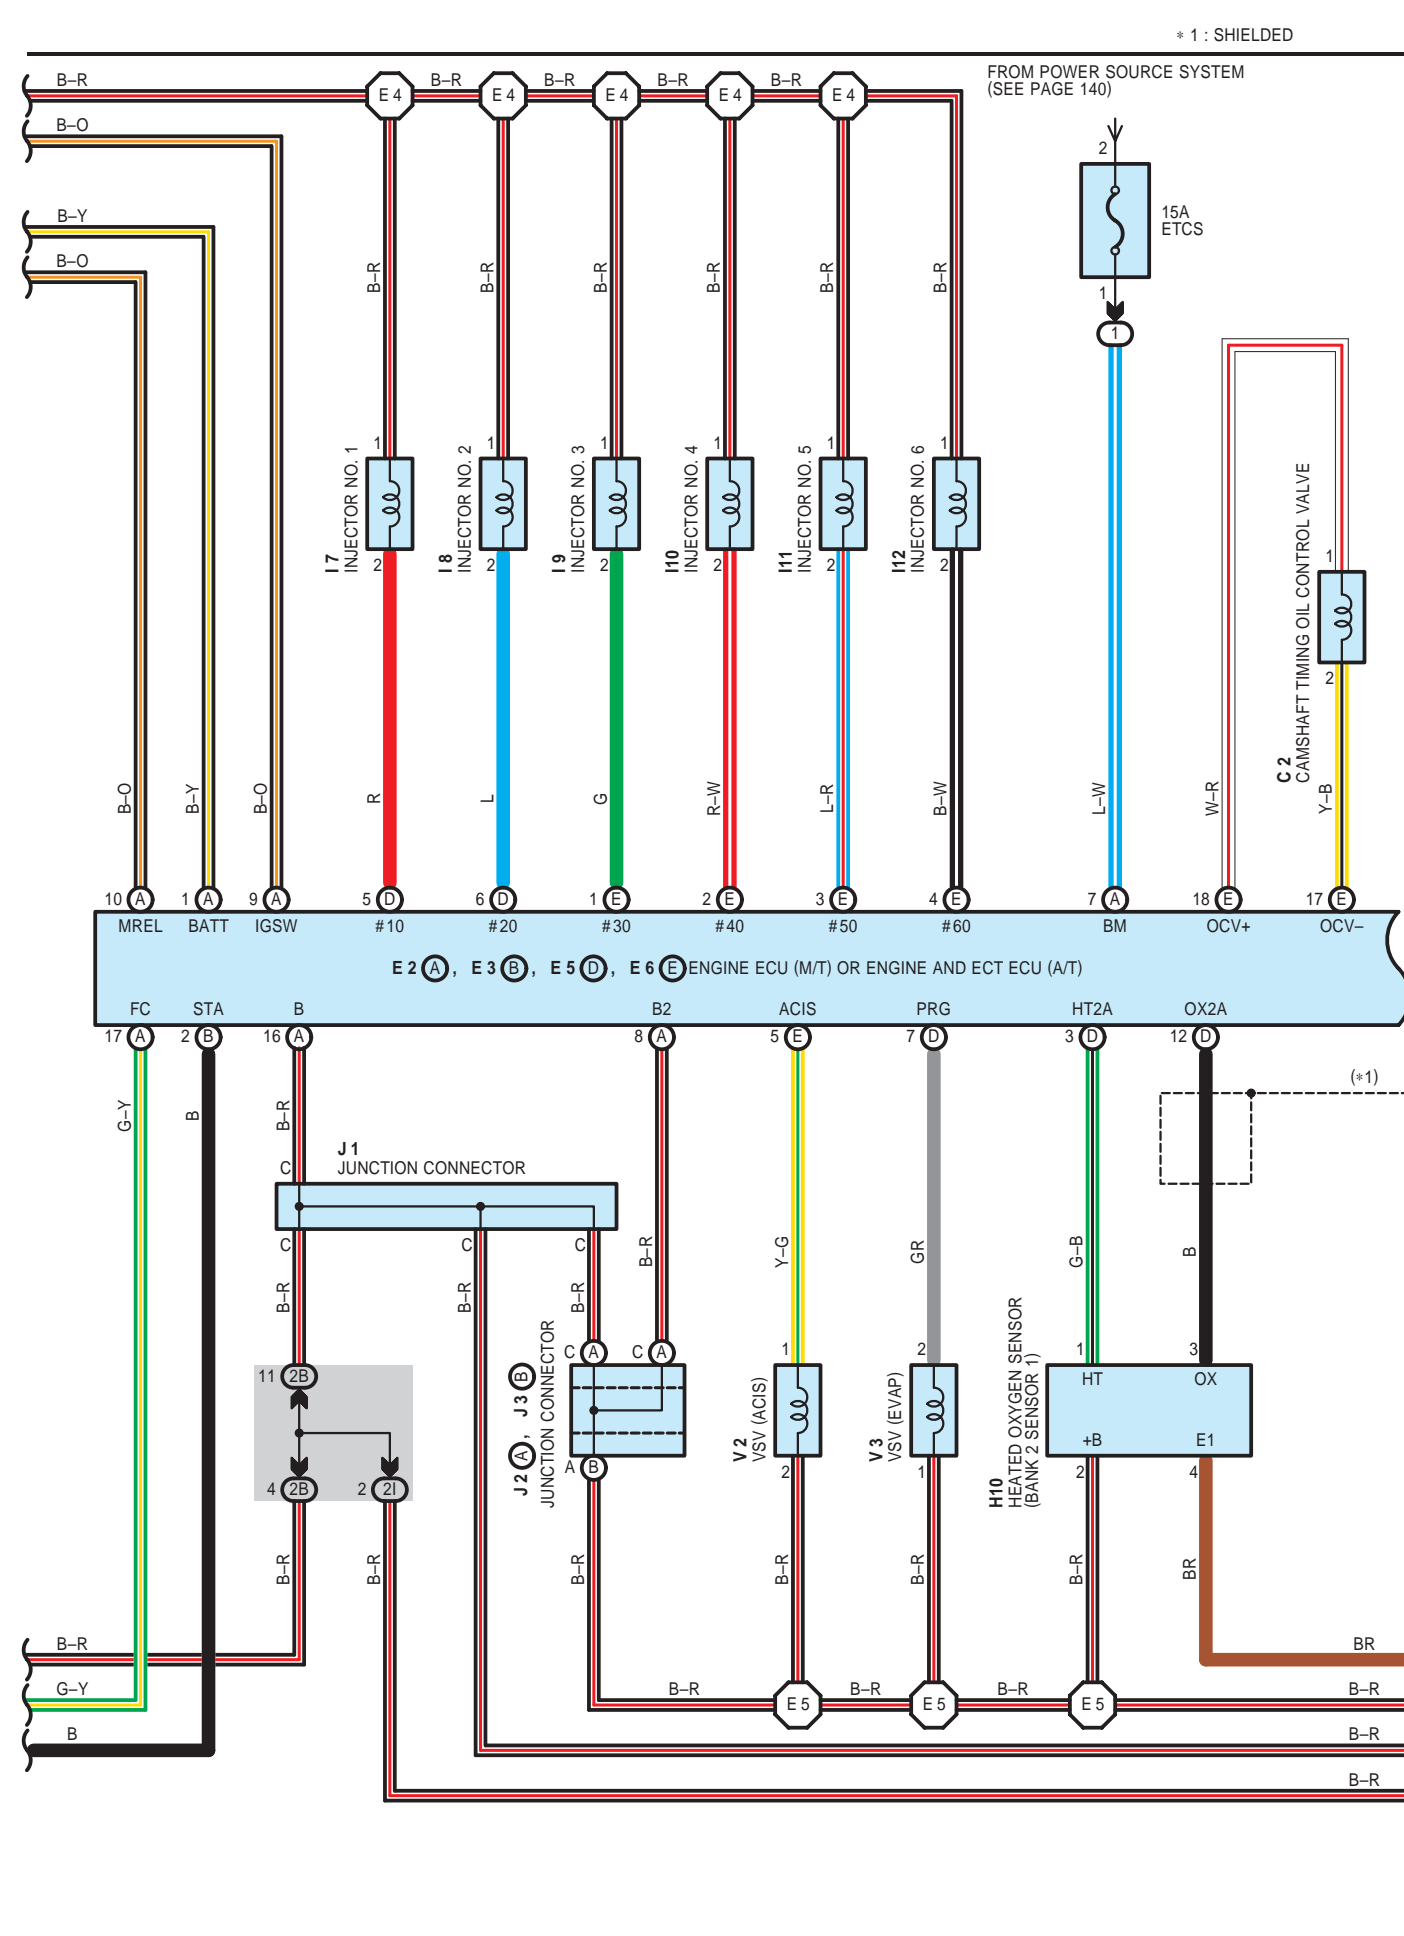 * 1 : SHIELDED
FROM POWER SOURCE SYSTEM
(SEE PAGE 140)
B–R
E 4
B–R
E 4
B–R
E 4
B–R
E 4
B–R
E 4
B–O
B–Y
B–O
2
15A
ETCS
1
1
B–R
B–R
B–R
B–R
B–R
B–R
1
1
1
1
1
1
I 7
INJECTOR NO. 1
I 8
INJECTOR NO. 2
I 9
INJECTOR NO. 3
I10
INJECTOR NO. 4
I11
INJECTOR NO. 5
I12
INJECTOR NO. 6
2
2
2
2
2
2
1
C 2
CAMSHAFT TIMING OIL CONTROL VALVE
2
B–O
B–Y
B–O
R
L
G
R–W
L–R
B–W
L–W
W–R
Y–B
10 A
1 A
9 A
5 D
6 D
1 E
2 E
3 E
4 E
7 A
18 E
17 E
MREL
BATT
IGSW
#10
#20
#30
#40
#50
#60
BM
OCV+
OCV–
E 2 A , E 3 B , E 5 D , E 6 E ENGINE ECU (M/T) OR ENGINE AND ECT ECU (A/T)
FC
STA
B
B2
ACIS
PRG
HT2A
OX2A
17 A
2 B
16 A
8 A
5 E
7 D
3 D
12 D
(*1)
G–Y
B
B–R
J 1
JUNCTION CONNECTOR
C
C
C
C
B–R
B–R
B–R
B–R
Y–G
GR
G–B
B
C A
C A
J 2 A , J 3 B
JUNCTION CONNECTOR
A B
11 2B
4 2B
2 2I
1
V 2
VSV (ACIS)
2
2
V 3
VSV (EVAP)
1
1
3
HT
OX
+B
E1
H10
HEATED OXYGEN SENSOR
(BANK 2 SENSOR 1)
2
4
B–R
B–R
B–R
B–R
B–R
B–R
BR
B–R
BR
G–Y
B–R
E 5
B–R
E 5
B–R
E 5
B–R
B
B–R
B–R